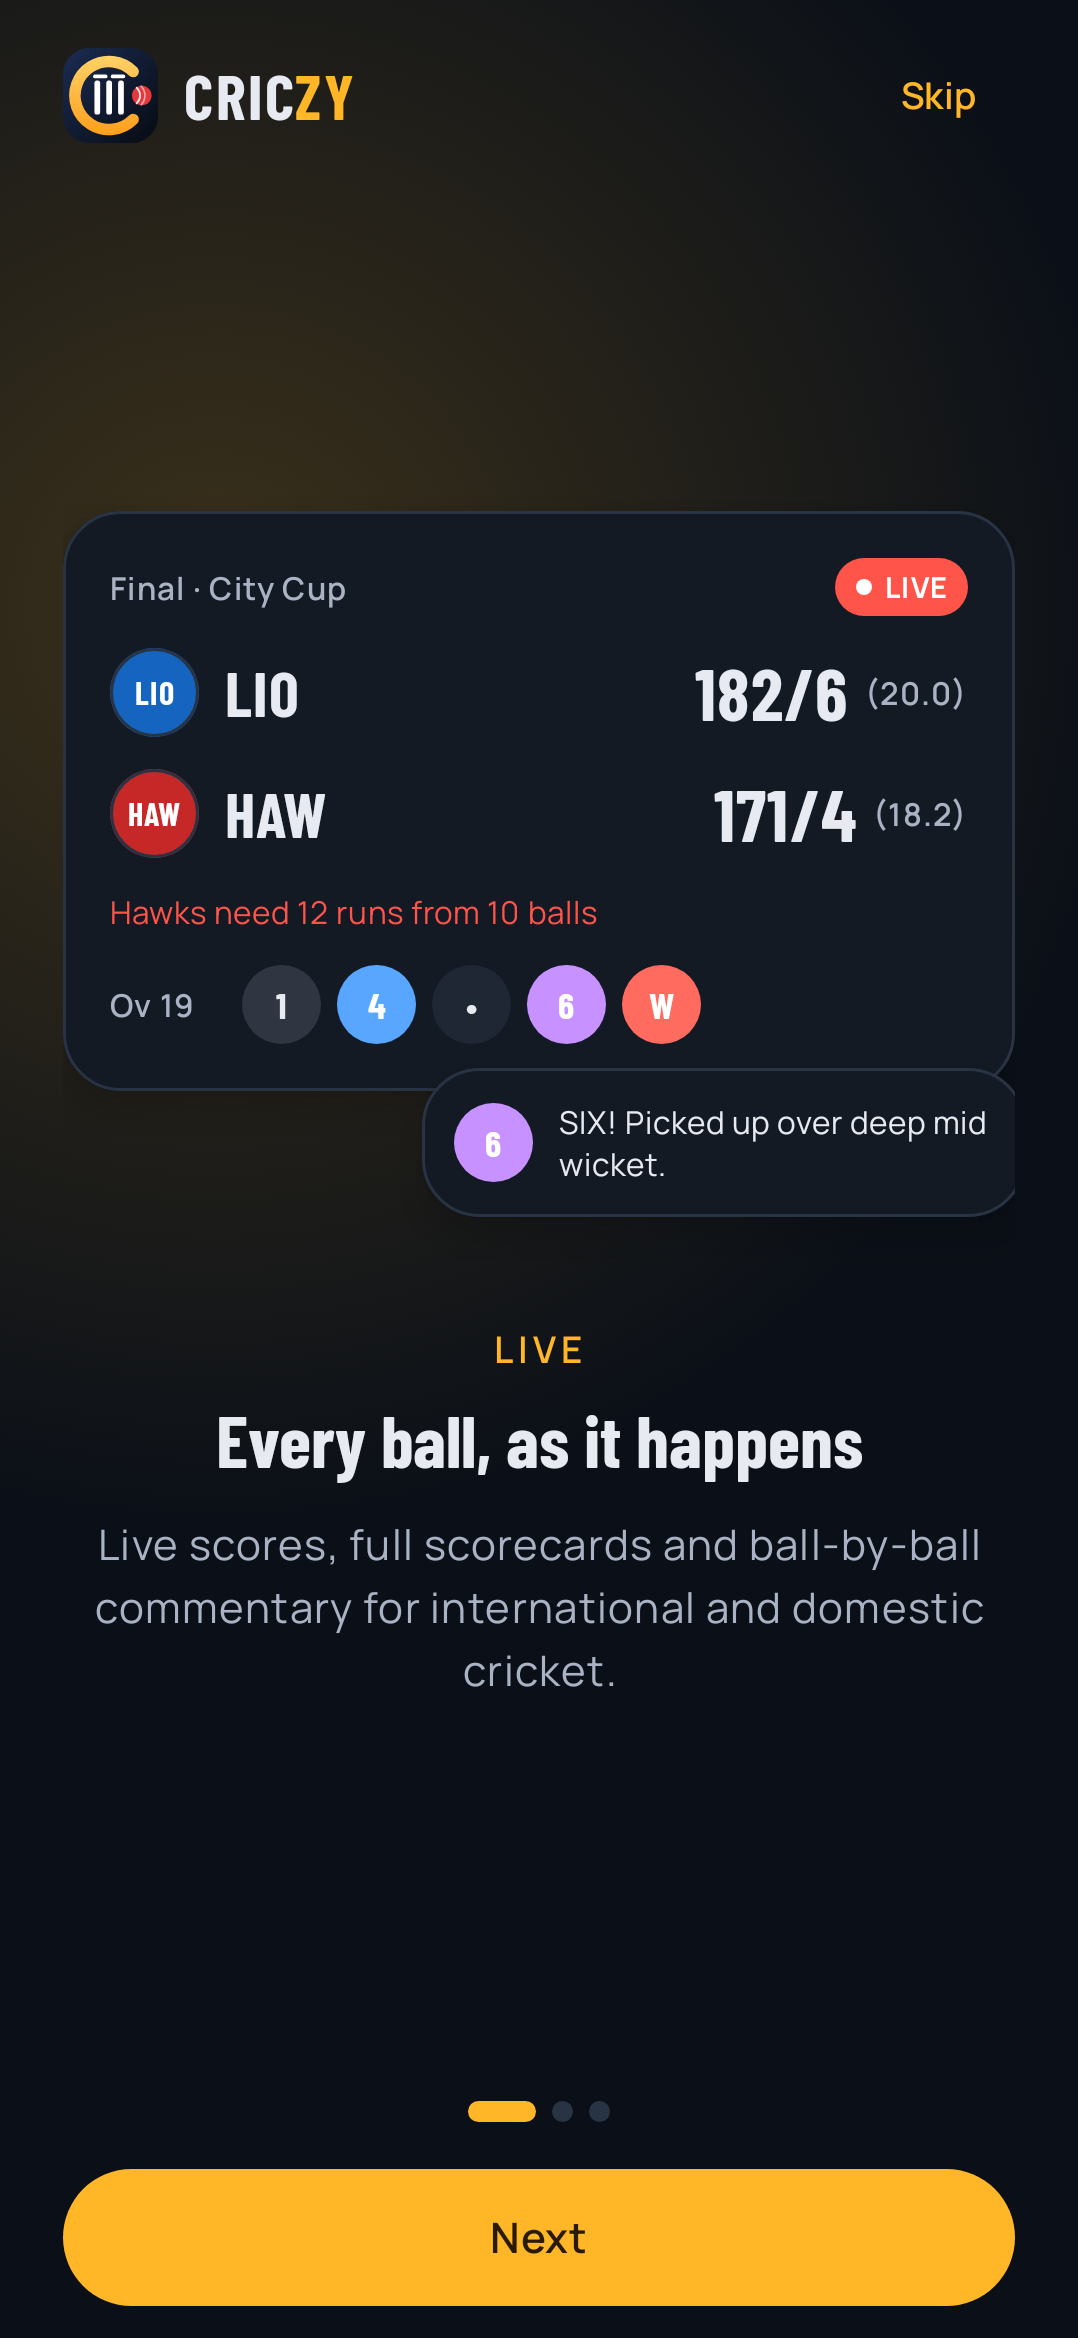 CRICZY
Skip
Final · City Cup
LIVE
LIO
LIO
182/6 (20.0)
HAW
HAW
171/4 (18.2)
Hawks need 12 runs from 10 balls
Ov 19
1
4
•
6
W
6
SIX! Picked up over deep mid
wicket.
LIVE
Every ball, as it happens
Live scores, full scorecards and ball-by-ball
commentary for international and domestic
cricket.
Next